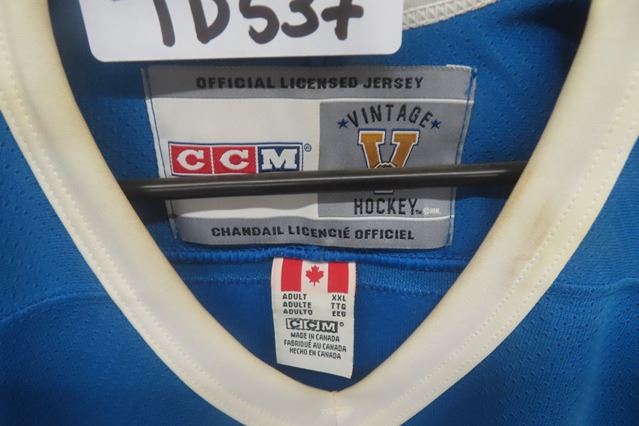 TD537
OFFICIAL LICENSED JERSEY
VINTAGE
V
CCM®
HOCKEY™
CHANDAIL LICENCIÉ OFFICIEL
ADULT XXL
ADULTE TTG
ADULTO EEG
CCM®
MADE IN CANADA
FABRIQUÉ AU CANADA
HECHO EN CANADA